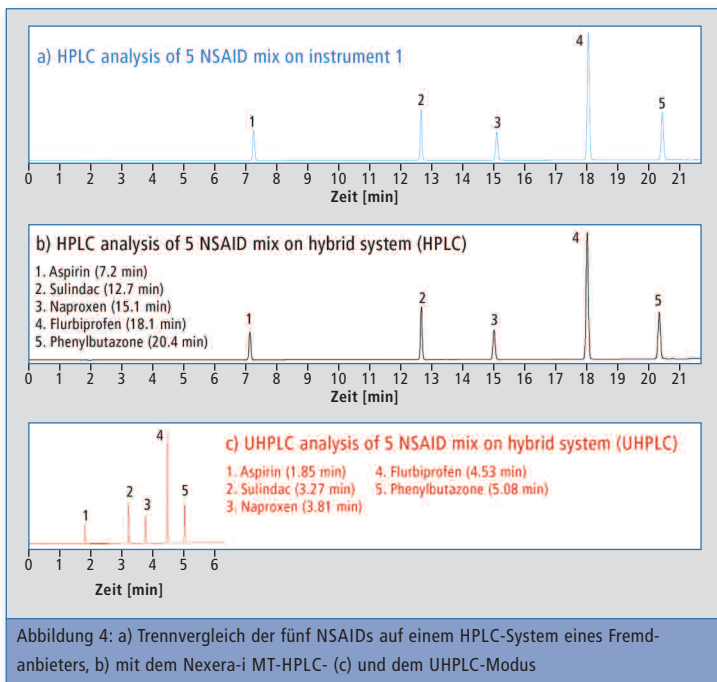 a) HPLC analysis of 5 NSAID mix on instrument 1
1
2
3
4
5
0 1 2 3 4 5 6 7 8 9 10 11 12 13 14 15 16 17 18 19 20 21
Zeit [min]
b) HPLC analysis of 5 NSAID mix on hybrid system (HPLC)
1. Aspirin (7.2 min)
2. Sulindac (12.7 min)
3. Naproxen (15.1 min)
4. Flurbiprofen (18.1 min)
5. Phenylbutazone (20.4 min)
1
2
3
4
5
0 1 2 3 4 5 6 7 8 9 10 11 12 13 14 15 16 17 18 19 20 21
Zeit [min]
c) UHPLC analysis of 5 NSAID mix on hybrid system (UHPLC)
1. Aspirin (1.85 min) 4. Flurbiprofen (4.53 min)
2. Sulindac (3.27 min) 5. Phenylbutazone (5.08 min)
3. Naproxen (3.81 min)
1
2
3
4
5
0 1 2 3 4 5 6
Zeit [min]
Abbildung 4: a) Trennvergleich der fünf NSAIDs auf einem HPLC-System eines Fremd-
anbieters, b) mit dem Nexera-i MT-HPLC- (c) und dem UHPLC-Modus